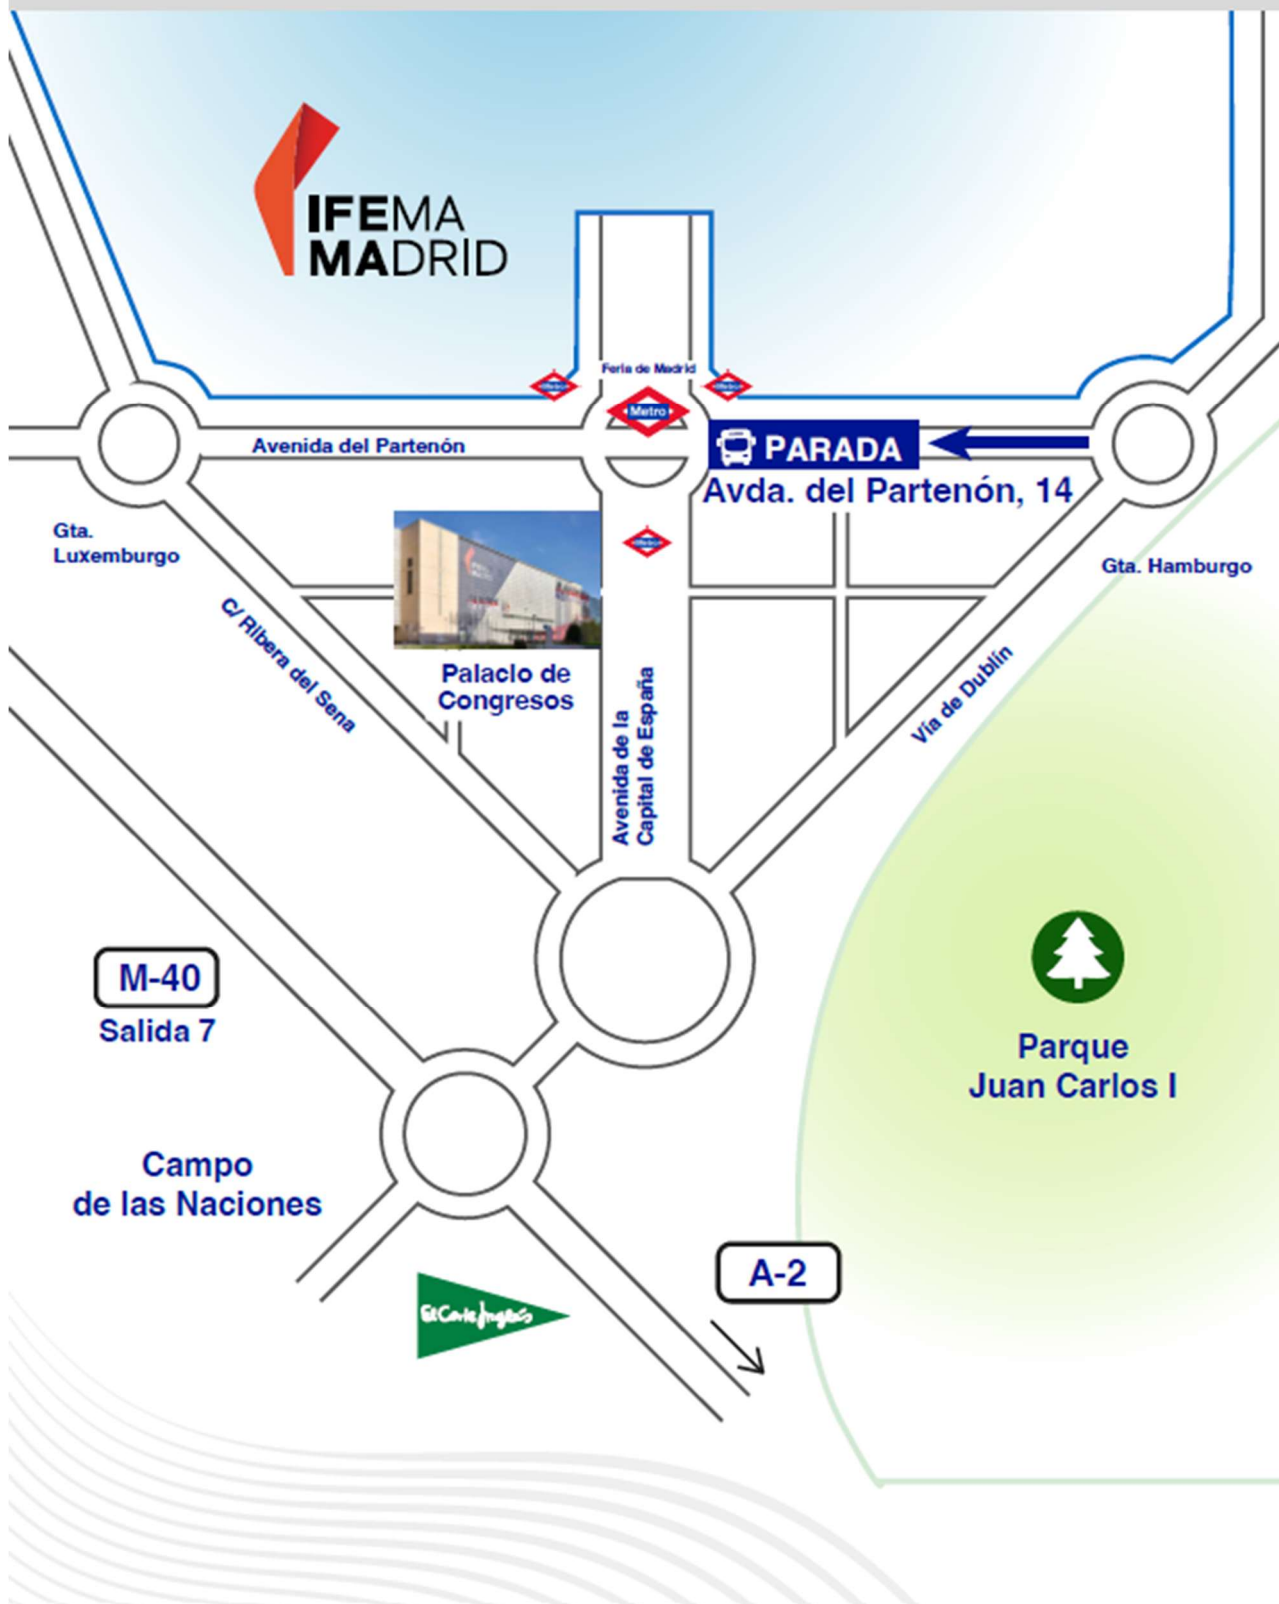 IFEMA
MADRID
Feria de Madrid
Metro
PARADA
Avenida del Partenón
Avda. del Partenón, 14
Gta.
Luxemburgo
Gta. Hamburgo
C/ Ribera del Sena
Palacio de
Congresos
Avenida de la
Capital de España
Vía de Dublín
M-40
Salida 7
Parque
Juan Carlos I
Campo
de las Naciones
A-2
El Corte Inglés